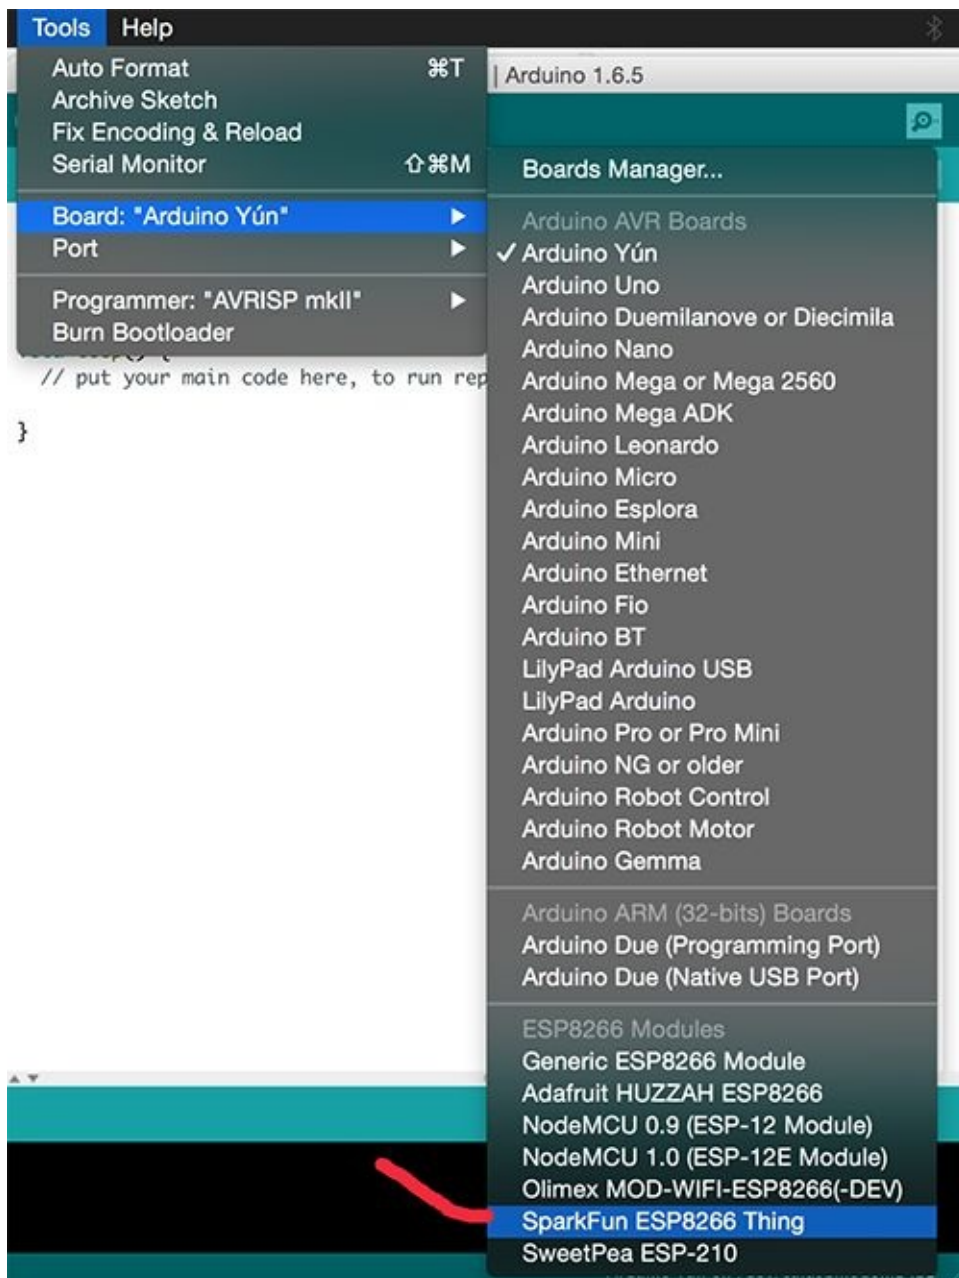 Tools Help
Auto Format ⌘T
Archive Sketch
Fix Encoding & Reload
Serial Monitor ⇧⌘M
Board: "Arduino Yún" ▶
Port ▶
Programmer: "AVRISP mkII" ▶
Burn Bootloader
| Arduino 1.6.5
// put your main code here, to run rep
}
Boards Manager...
Arduino AVR Boards
✓ Arduino Yún
Arduino Uno
Arduino Duemilanove or Diecimila
Arduino Nano
Arduino Mega or Mega 2560
Arduino Mega ADK
Arduino Leonardo
Arduino Micro
Arduino Esplora
Arduino Mini
Arduino Ethernet
Arduino Fio
Arduino BT
LilyPad Arduino USB
LilyPad Arduino
Arduino Pro or Pro Mini
Arduino NG or older
Arduino Robot Control
Arduino Robot Motor
Arduino Gemma
Arduino ARM (32-bits) Boards
Arduino Due (Programming Port)
Arduino Due (Native USB Port)
ESP8266 Modules
Generic ESP8266 Module
Adafruit HUZZAH ESP8266
NodeMCU 0.9 (ESP-12 Module)
NodeMCU 1.0 (ESP-12E Module)
Olimex MOD-WIFI-ESP8266(-DEV)
SparkFun ESP8266 Thing
SweetPea ESP-210